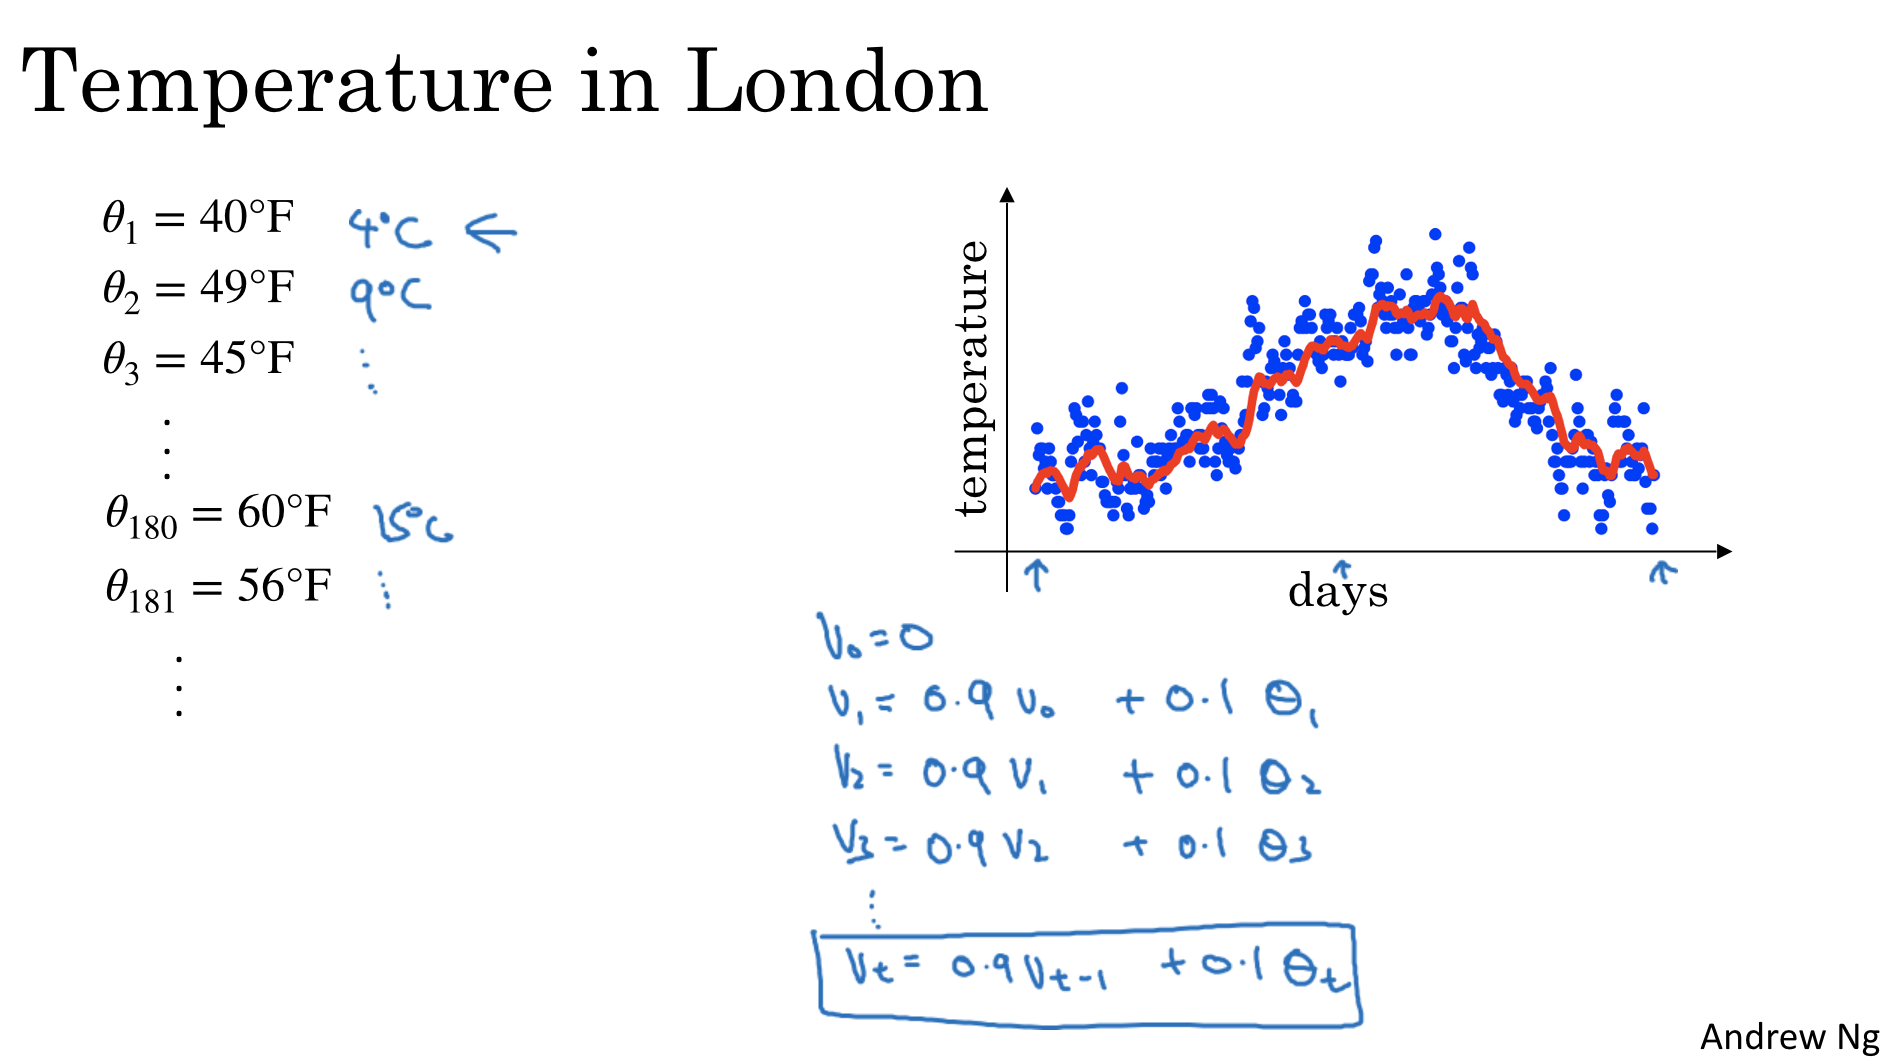 Temperature in London
θ₁ = 40°F 4°C ←
θ₂ = 49°F 9°C
θ₃ = 45°F ⋱
⋮
θ₁₈₀ = 60°F 15°C
θ₁₈₁ = 56°F ⋮
⋮
temperature
days
V₀ = 0
V₁ = 0.9 V₀ + 0.1 θ₁
V₂ = 0.9 V₁ + 0.1 θ₂
V₃ = 0.9 V₂ + 0.1 θ₃
⋮
Vₜ = 0.9 Vₜ₋₁ + 0.1 θₜ
Andrew Ng